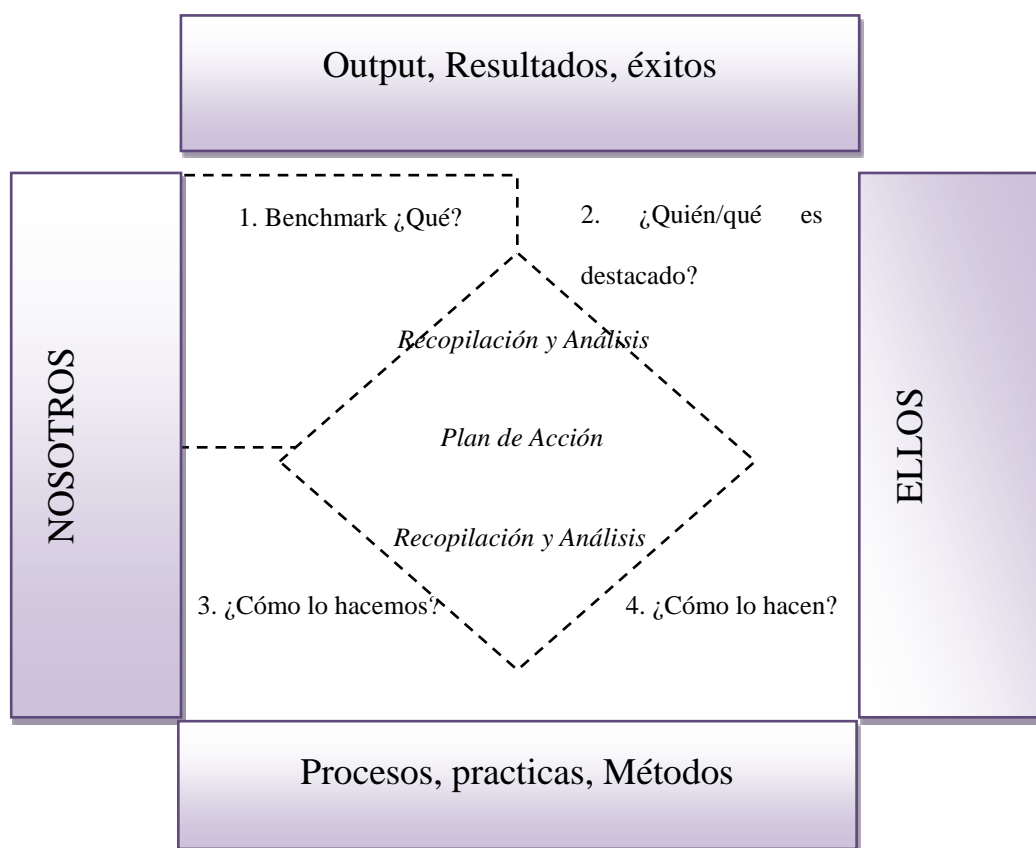 Output, Resultados, éxitos
NOSOTROS
1. Benchmark ¿Qué?
2. ¿Quién/qué es
destacado?
Recopilación y Análisis
Plan de Acción
Recopilación y Análisis
3. ¿Cómo lo hacemos?
4. ¿Cómo lo hacen?
ELLOS
Procesos, practicas, Métodos